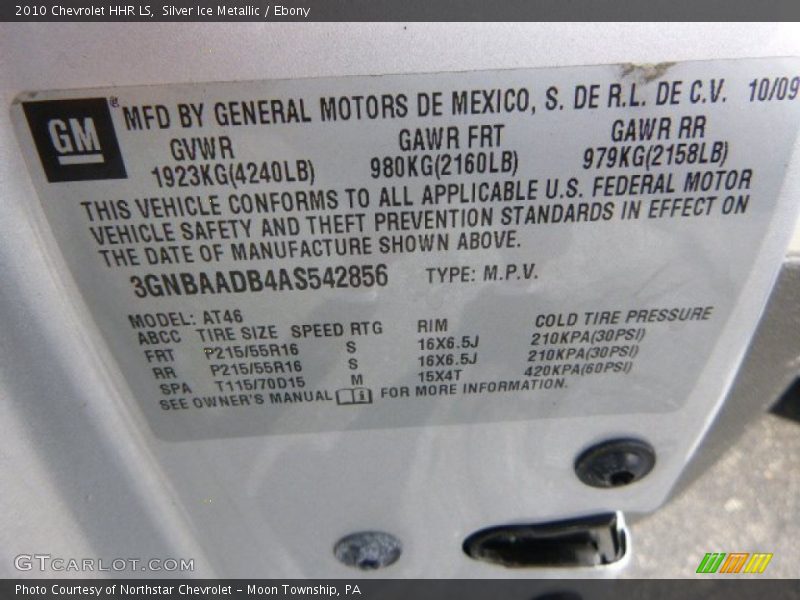 2010 Chevrolet HHR LS,  Silver Ice Metallic / Ebony
GM ® MFD BY GENERAL MOTORS DE MEXICO, S. DE R.L. DE C.V. 10/09
GVWR GAWR FRT GAWR RR
1923KG(4240LB) 980KG(2160LB) 979KG(2158LB)
THIS VEHICLE CONFORMS TO ALL APPLICABLE U.S. FEDERAL MOTOR
VEHICLE SAFETY AND THEFT PREVENTION STANDARDS IN EFFECT ON
THE DATE OF MANUFACTURE SHOWN ABOVE.
3GNBAADB4AS542856 TYPE: M.P.V.
MODEL: AT46
ABCC TIRE SIZE SPEED RTG RIM COLD TIRE PRESSURE
FRT P215/55R16 S 16X6.5J 210KPA(30PSI)
RR P215/55R16 S 16X6.5J 210KPA(30PSI)
SPA T115/70D15 M 15X4T 420KPA(60PSI)
SEE OWNER'S MANUAL i FOR MORE INFORMATION.
GTCarLot.com
Photo Courtesy of Northstar Chevrolet – Moon Township, PA